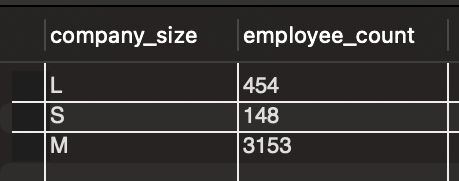 company_size employee_count
L 454
S 148
M 3153